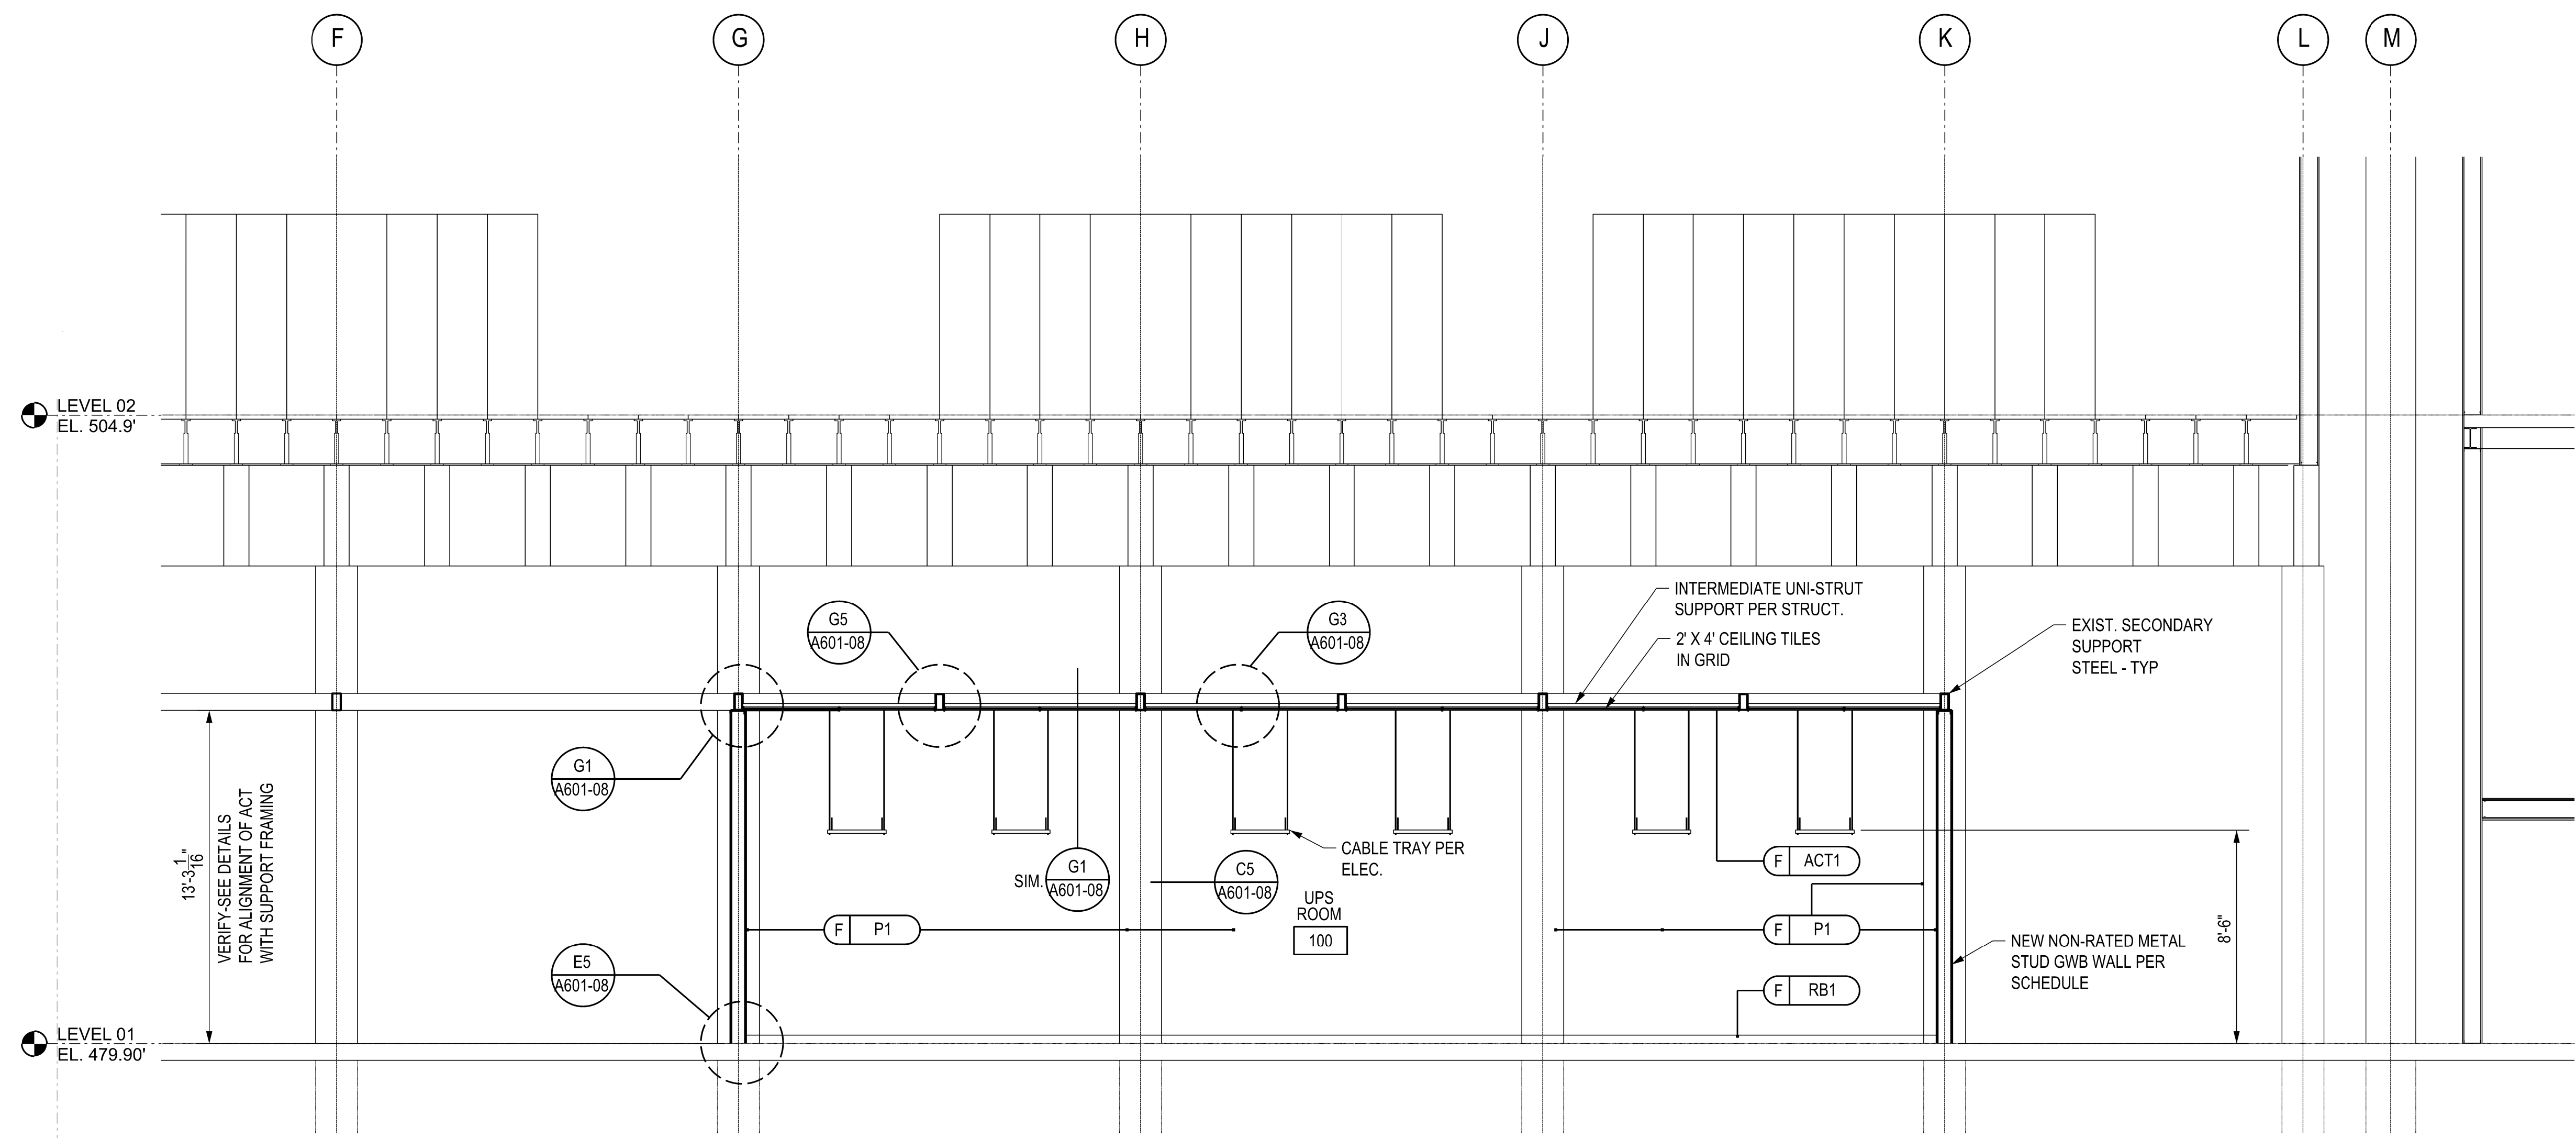 F
G
H
J
K
L
M
LEVEL 02
EL. 504.9'
INTERMEDIATE UNI-STRUT
SUPPORT PER STRUCT.
2' X 4' CEILING TILES
IN GRID
EXIST. SECONDARY
SUPPORT
STEEL - TYP
G5
A601-08
G3
A601-08
G1
A601-08
13'-3 1/16"
VERIFY-SEE DETAILS
FOR ALIGNMENT OF ACT
WITH SUPPORT FRAMING
CABLE TRAY PER
ELEC.
SIM.
G1
A601-08
C5
A601-08
F ACT1
UPS
ROOM
100
F P1
F P1
8'-6"
NEW NON-RATED METAL
STUD GWB WALL PER
SCHEDULE
E5
A601-08
F RB1
LEVEL 01
EL. 479.90'